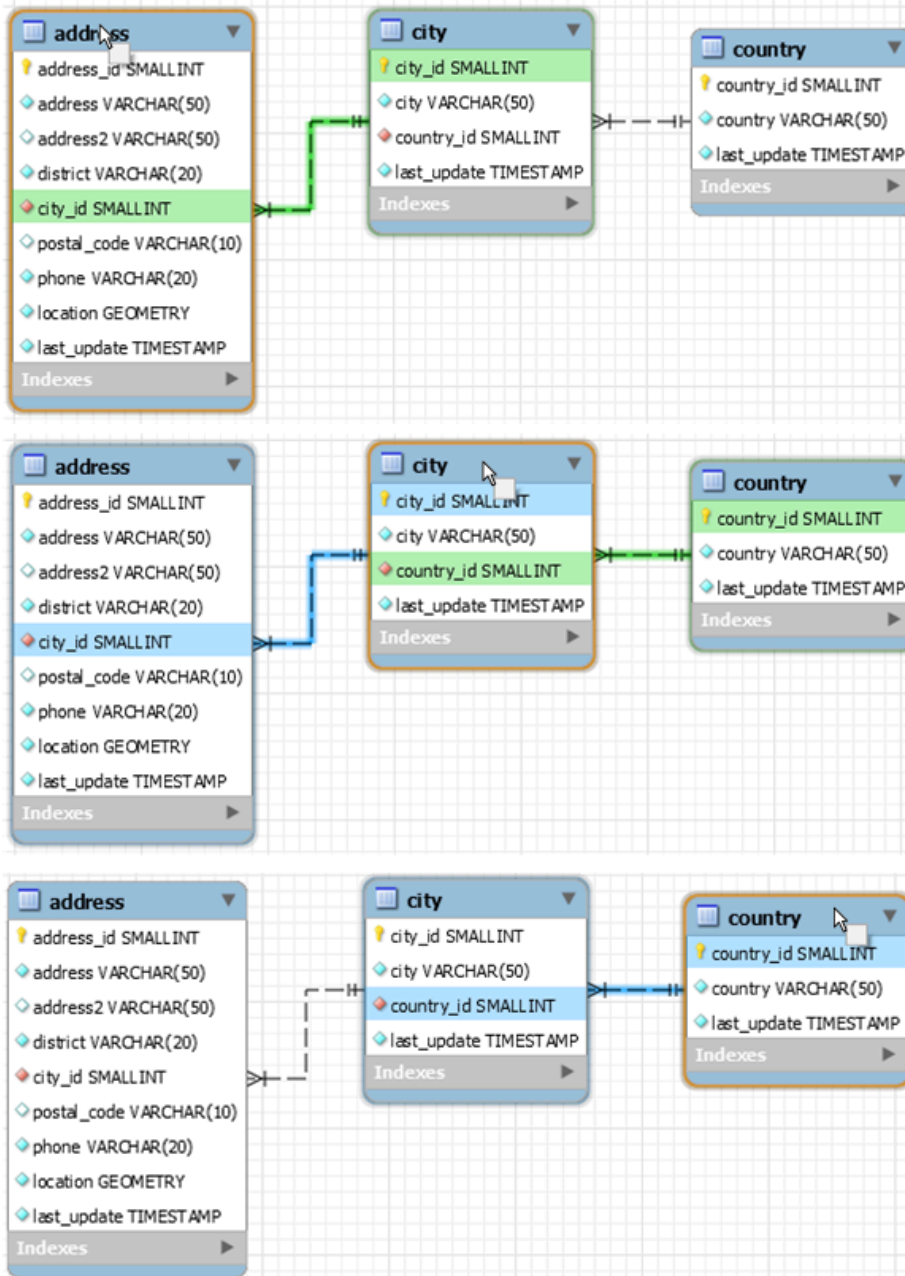 address
address_id SMALLINT
address VARCHAR(50)
address2 VARCHAR(50)
district VARCHAR(20)
city_id SMALLINT
postal_code VARCHAR(10)
phone VARCHAR(20)
location GEOMETRY
last_update TIMESTAMP
Indexes
city
city_id SMALLINT
city VARCHAR(50)
country_id SMALLINT
last_update TIMESTAMP
Indexes
country
country_id SMALLINT
country VARCHAR(50)
last_update TIMESTAMP
Indexes
address
address_id SMALLINT
address VARCHAR(50)
address2 VARCHAR(50)
district VARCHAR(20)
city_id SMALLINT
postal_code VARCHAR(10)
phone VARCHAR(20)
location GEOMETRY
last_update TIMESTAMP
Indexes
city
city_id SMALLINT
city VARCHAR(50)
country_id SMALLINT
last_update TIMESTAMP
Indexes
country
country_id SMALLINT
country VARCHAR(50)
last_update TIMESTAMP
Indexes
address
address_id SMALLINT
address VARCHAR(50)
address2 VARCHAR(50)
district VARCHAR(20)
city_id SMALLINT
postal_code VARCHAR(10)
phone VARCHAR(20)
location GEOMETRY
last_update TIMESTAMP
Indexes
city
city_id SMALLINT
city VARCHAR(50)
country_id SMALLINT
last_update TIMESTAMP
Indexes
country
country_id SMALLINT
country VARCHAR(50)
last_update TIMESTAMP
Indexes